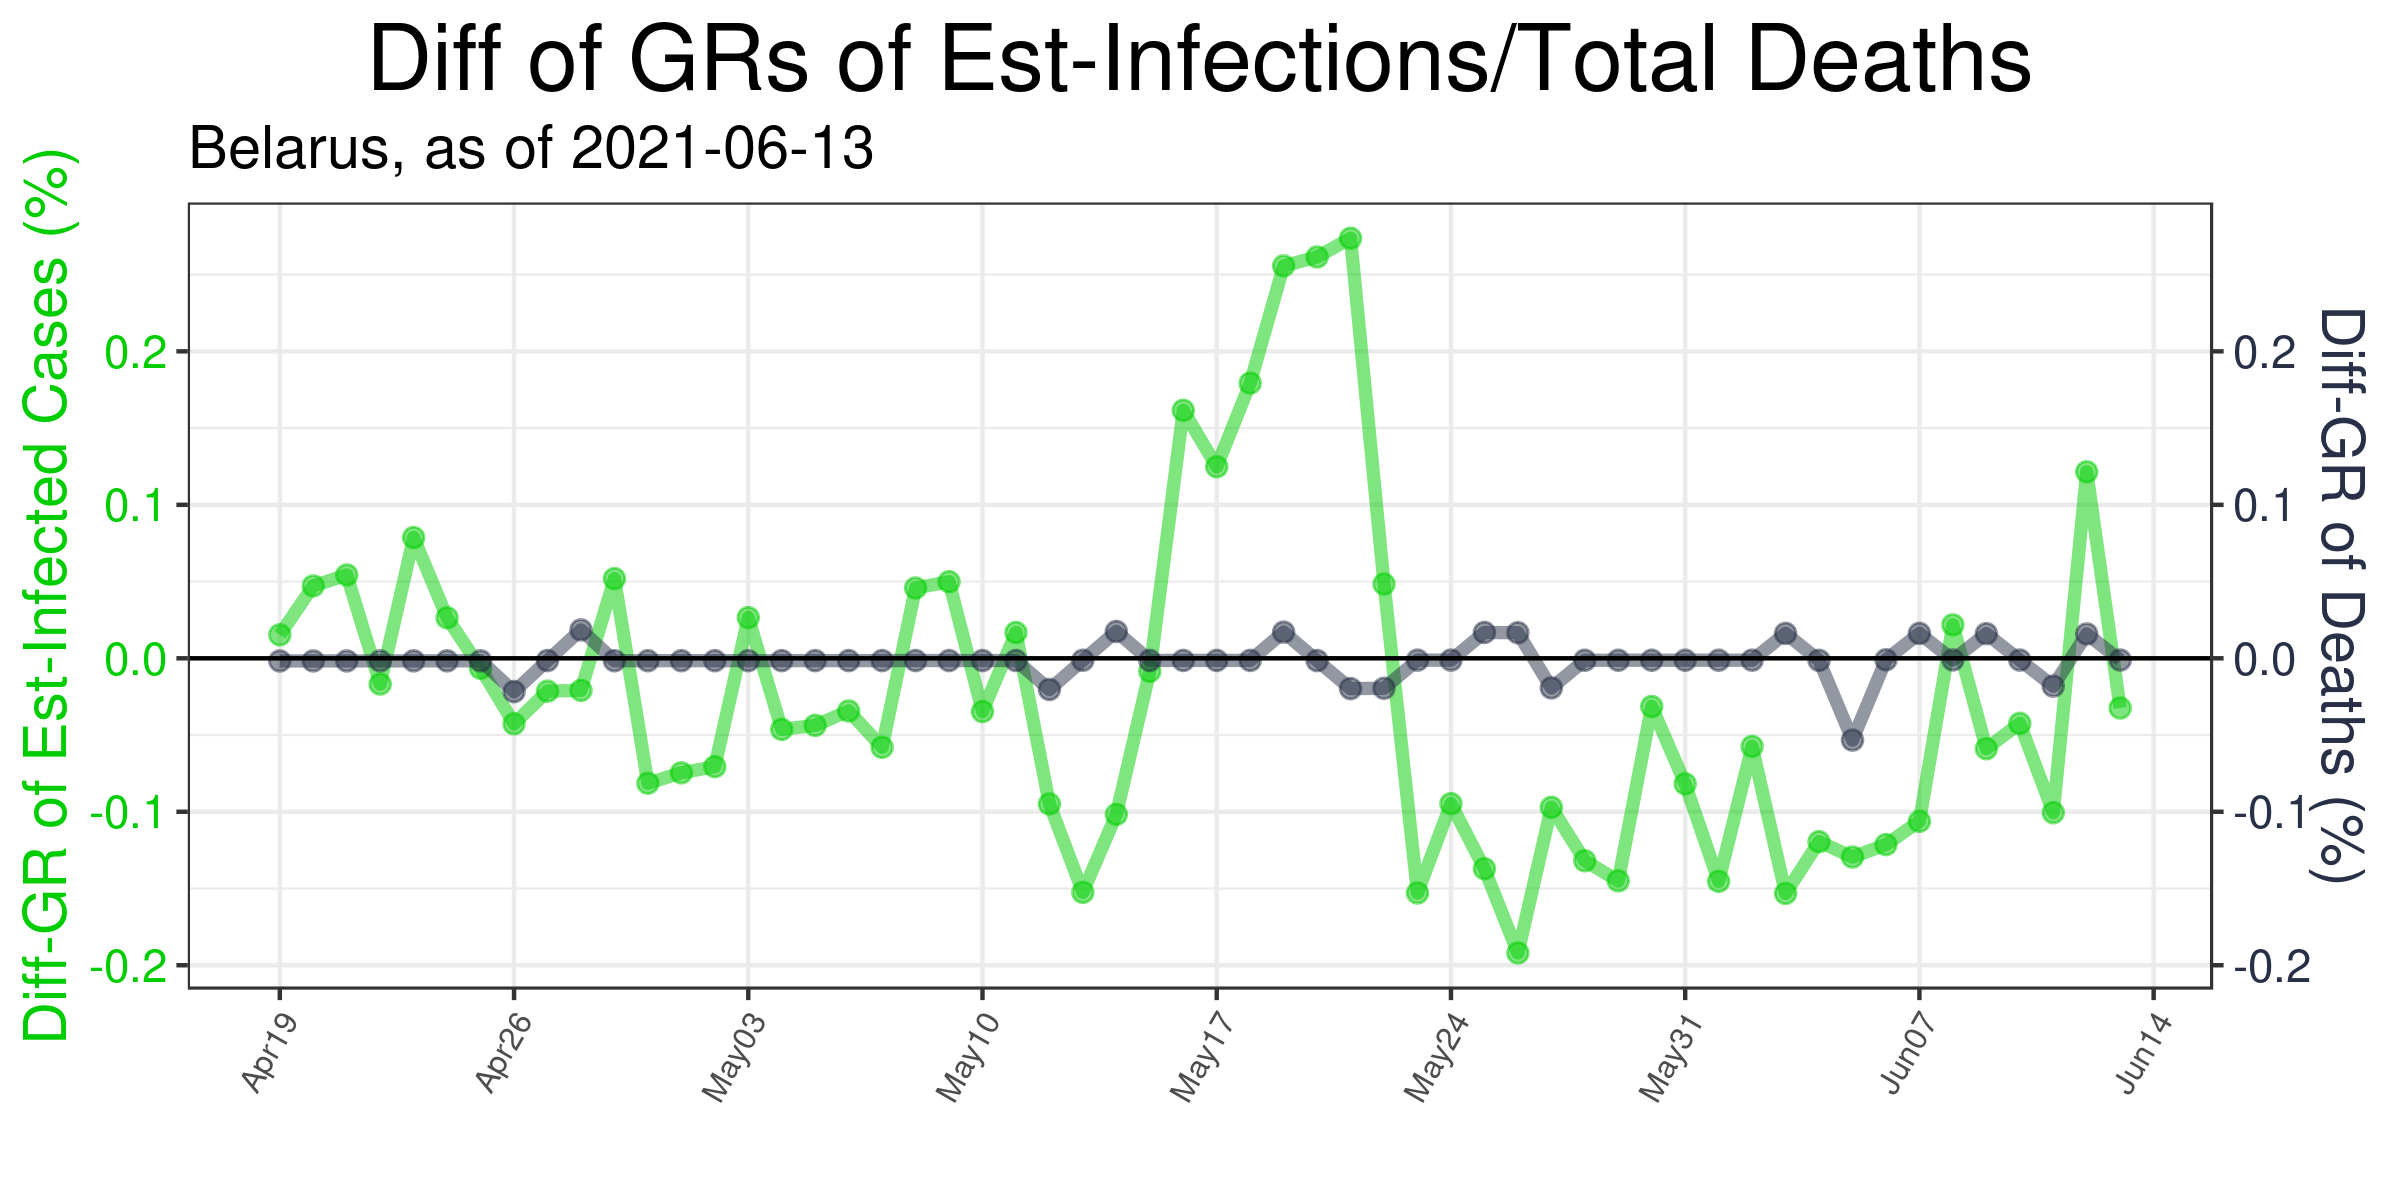 Diff of GRs of Est-Infections/Total Deaths
Belarus, as of 2021-06-13
Diff-GR of Est-Infected Cases (%)
0.2
0.1
0.0
-0.1
-0.2
0.2
0.1
0.0
-0.1
-0.2
Diff-GR of Deaths (%)
Apr19
Apr26
May03
May10
May17
May24
May31
Jun07
Jun14